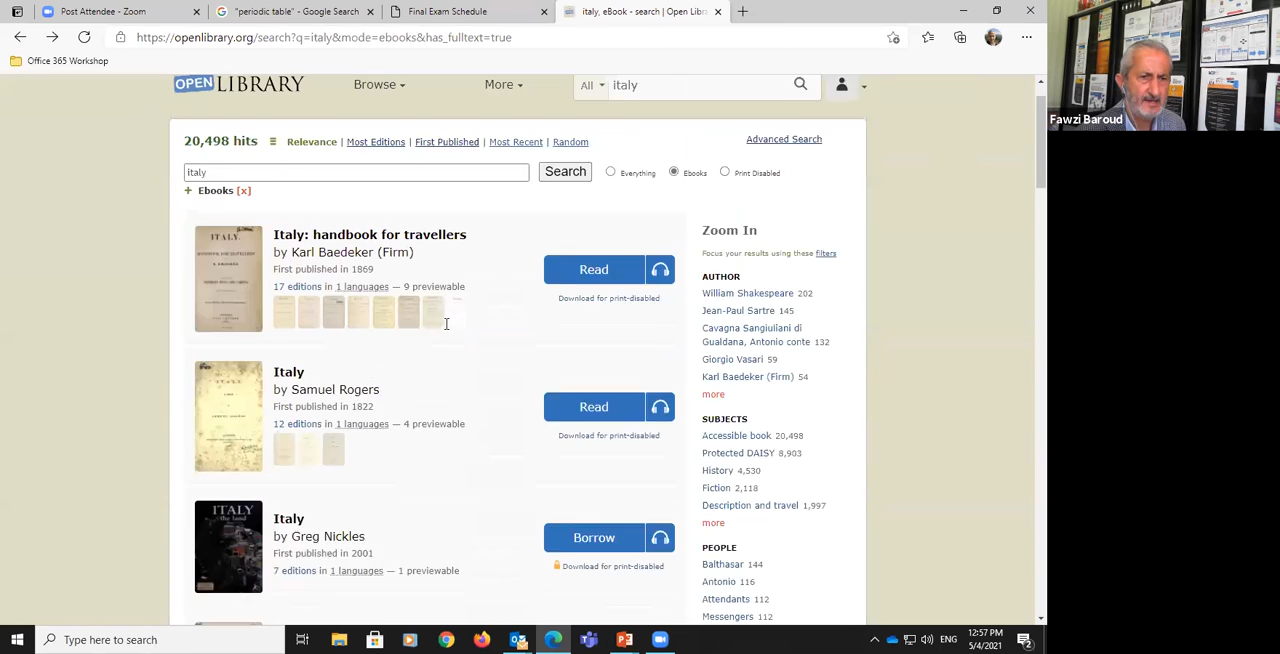 Post Attendee - Zoom
"periodic table" - Google Search
Final Exam Schedule
italy, eBook - search | Open Libr
https://openlibrary.org/search?q=italy&mode=ebooks&has_fulltext=true
Office 365 Workshop
OPEN LIBRARY
Browse
More
All
italy
20,498 hits
Relevance | Most Editions | First Published | Most Recent | Random
Advanced Search
italy
Search
Everything
Ebooks
Print Disabled
+ Ebooks [x]
Italy: handbook for travellers
by Karl Baedeker (Firm)
First published in 1869
17 editions in 1 languages — 9 previewable
Read
Download for print-disabled
Italy
by Samuel Rogers
First published in 1822
12 editions in 1 languages — 4 previewable
Read
Download for print-disabled
ITALY
Italy
by Greg Nickles
First published in 2001
7 editions in 1 languages — 1 previewable
Borrow
Download for print-disabled
Zoom In
Focus your results using these filters
AUTHOR
William Shakespeare 202
Jean-Paul Sartre 145
Cavagna Sangiuliani di
Gualdana, Antonio conte 132
Giorgio Vasari 59
Karl Baedeker (Firm) 54
more
SUBJECTS
Accessible book 20,498
Protected DAISY 8,903
History 4,530
Fiction 2,118
Description and travel 1,997
more
PEOPLE
Balthasar 144
Antonio 116
Attendants 112
Messengers 112
Fawzi Baroud
Type here to search
ENG
12:57 PM
5/4/2021
2